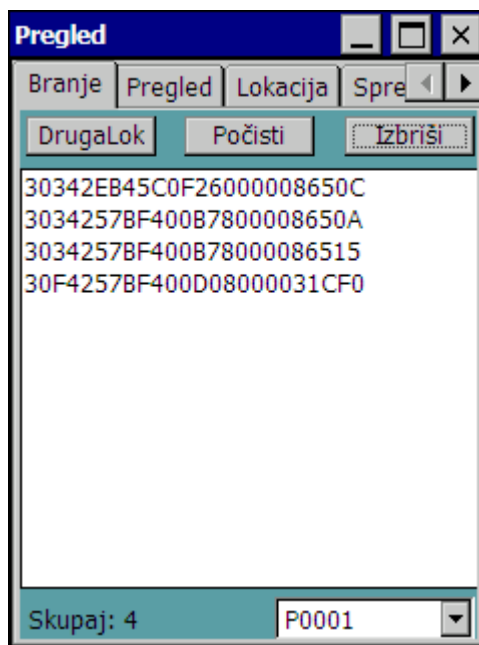 Pregled
Branje Pregled Lokacija Spre
DrugaLok Počisti Izbriši
30342EB45C0F26000008650C
3034257BF400B7800008650A
3034257BF400B78000086515
30F4257BF400D08000031CF0
Skupaj: 4 P0001